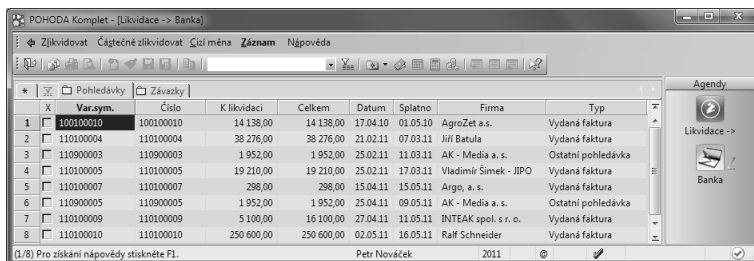 POHODA Komplet - [Likvidace -> Banka]
Zlikvidovat Částečně zlikvidovat Cizí měna Záznam Nápověda
* Pohledávky Závazky
Agendy
X Var.sym. Číslo K likvidaci Celkem Datum Splatno Firma Typ
1 100100010 100100010 14 138,00 14 138,00 17.04.10 01.05.10 AgroZet a.s. Vydaná faktura
2 110100004 110100004 38 276,00 38 276,00 21.02.11 07.03.11 Jiří Batula Vydaná faktura
3 110900003 110900003 1 952,00 1 952,00 25.02.11 11.03.11 AK - Media a. s. Ostatní pohledávka
4 110100005 110100005 19 210,00 19 210,00 25.02.11 17.03.11 Vladimír Šimek - JIPO Vydaná faktura
5 110100007 110100007 298,00 298,00 15.04.11 15.05.11 Argo, a. s. Vydaná faktura
6 110900005 110900005 1 952,00 1 952,00 25.04.11 09.05.11 AK - Media a. s. Ostatní pohledávka
7 110100009 110100009 5 100,00 16 100,00 27.04.11 11.05.11 INTEAK spol. s r. o. Vydaná faktura
8 110100010 110100010 250 600,00 250 600,00 02.05.11 16.05.11 Ralf Schneider Vydaná faktura
Likvidace ->
Banka
(1/8) Pro získání nápovědy stiskněte F1. Petr Nováček 2011 @